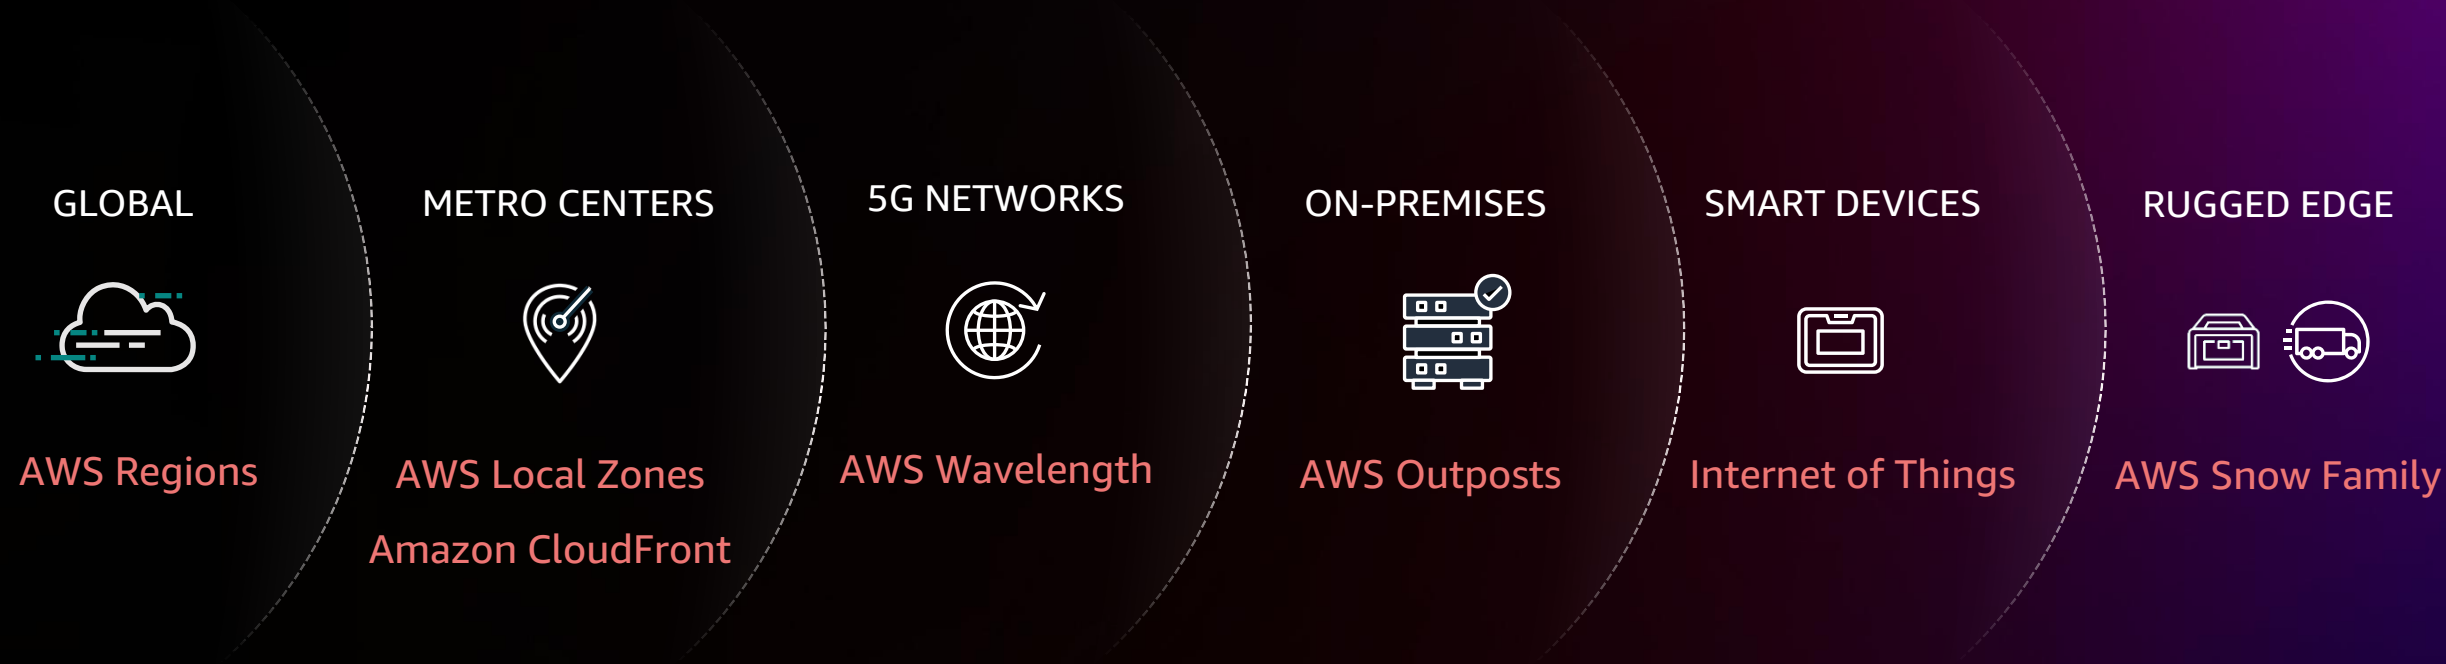 GLOBAL
AWS Regions
METRO CENTERS
AWS Local Zones
Amazon CloudFront
5G NETWORKS
AWS Wavelength
ON-PREMISES
AWS Outposts
SMART DEVICES
Internet of Things
RUGGED EDGE
AWS Snow Family